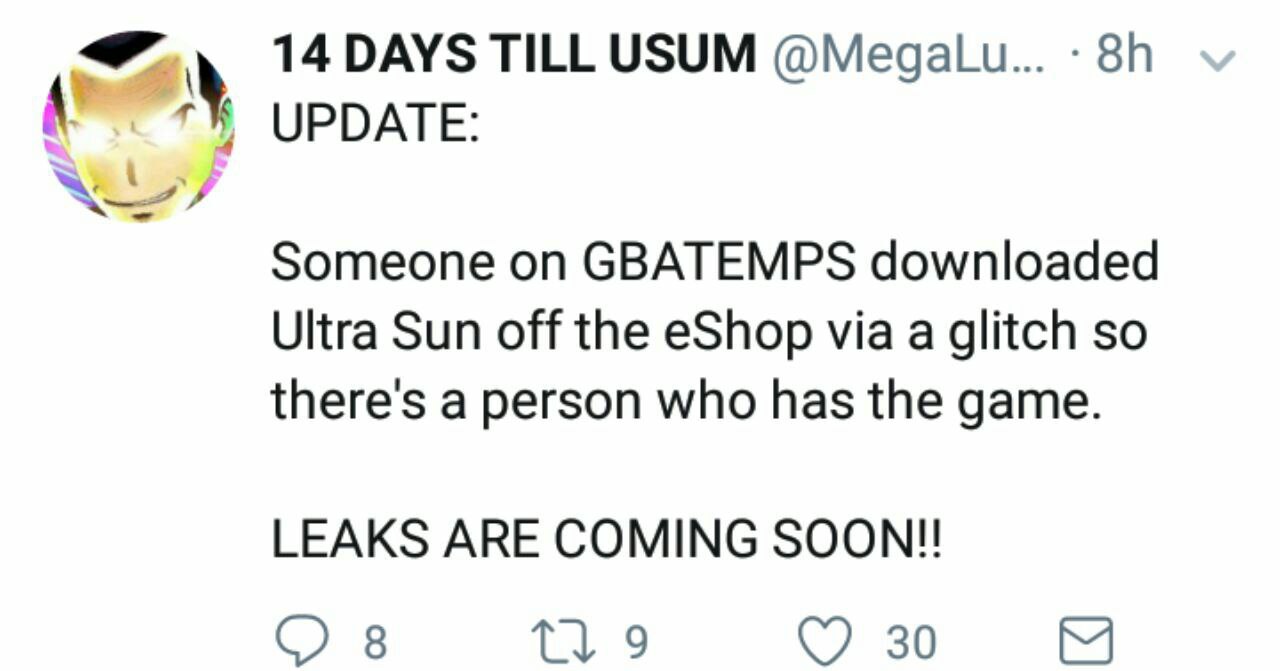 14 DAYS TILL USUM @MegaLu... · 8h
UPDATE:
Someone on GBATEMPS downloaded
Ultra Sun off the eShop via a glitch so
there's a person who has the game.
LEAKS ARE COMING SOON!!
8 9 30